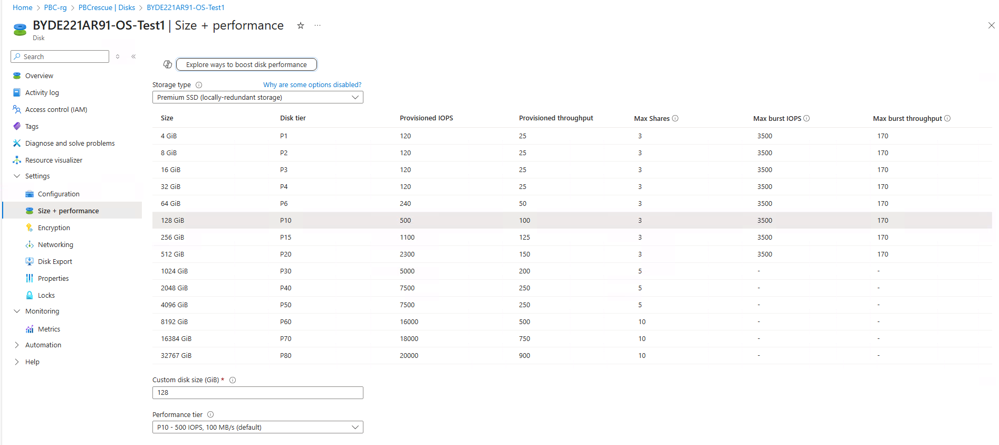 Home > PBC-rg > PBCrescue | Disks > BYDE221AR91-OS-Test1
BYDE221AR91-OS-Test1 | Size + performance
Disk
Search
Overview
Activity log
Access control (IAM)
Tags
Diagnose and solve problems
Resource visualizer
Settings
Configuration
Size + performance
Encryption
Networking
Disk Export
Properties
Locks
Monitoring
Metrics
Automation
Help
Explore ways to boost disk performance
Storage type Why are some options disabled?
Premium SSD (locally-redundant storage)
Size Disk tier Provisioned IOPS Provisioned throughput Max Shares Max burst IOPS Max burst throughput
4 GiB P1 120 25 3 3500 170
8 GiB P2 120 25 3 3500 170
16 GiB P3 120 25 3 3500 170
32 GiB P4 120 25 3 3500 170
64 GiB P6 240 50 3 3500 170
128 GiB P10 500 100 3 3500 170
256 GiB P15 1100 125 3 3500 170
512 GiB P20 2300 150 3 3500 170
1024 GiB P30 5000 200 5 - -
2048 GiB P40 7500 250 5 - -
4096 GiB P50 7500 250 5 - -
8192 GiB P60 16000 500 10 - -
16384 GiB P70 18000 750 10 - -
32767 GiB P80 20000 900 10 - -
Custom disk size (GiB) *
128
Performance tier
P10 - 500 IOPS, 100 MB/s (default)